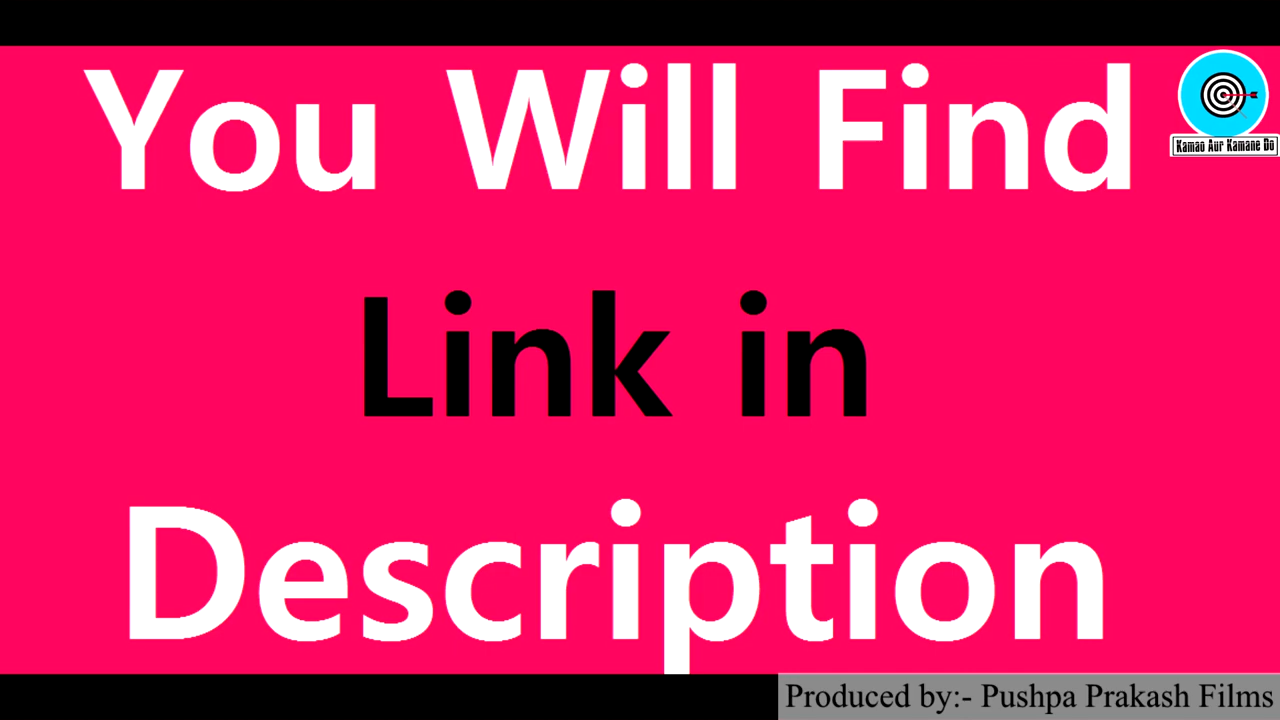 You Will Find
Kamao Aur Kamane Do
Link in
Description
Produced by:- Pushpa Prakash Films